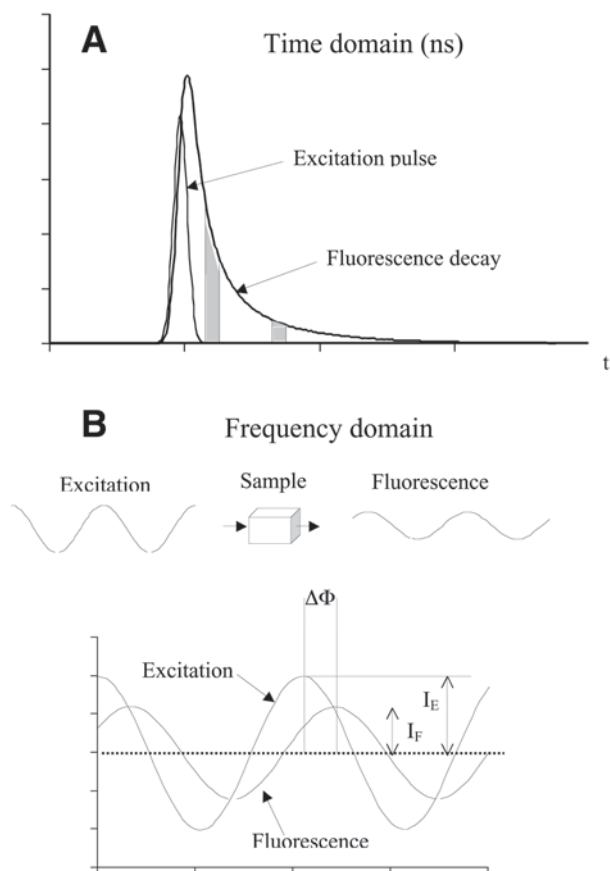 A
Time domain (ns)
Excitation pulse
Fluorescence decay
t
B
Frequency domain
Excitation
Sample
Fluorescence
ΔΦ
Excitation
I_E
I_F
Fluorescence